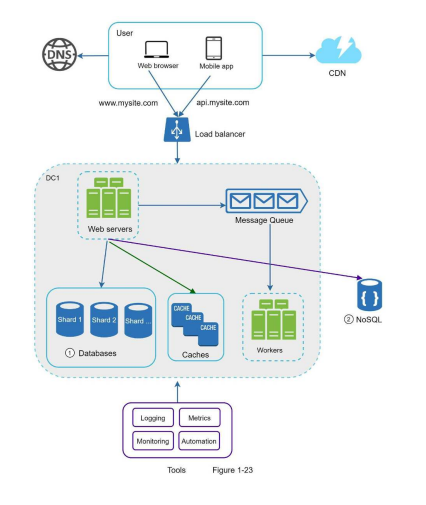 User
DNS
Web browser
Mobile app
CDN
www.mysite.com
api.mysite.com
Load balancer
DC1
Web servers
Message Queue
Shard 1
Shard 2
Shard ...
① Databases
CACHE
CACHE
CACHE
Caches
Workers
{ }
② NoSQL
Logging
Metrics
Monitoring
Automation
Tools
Figure 1-23